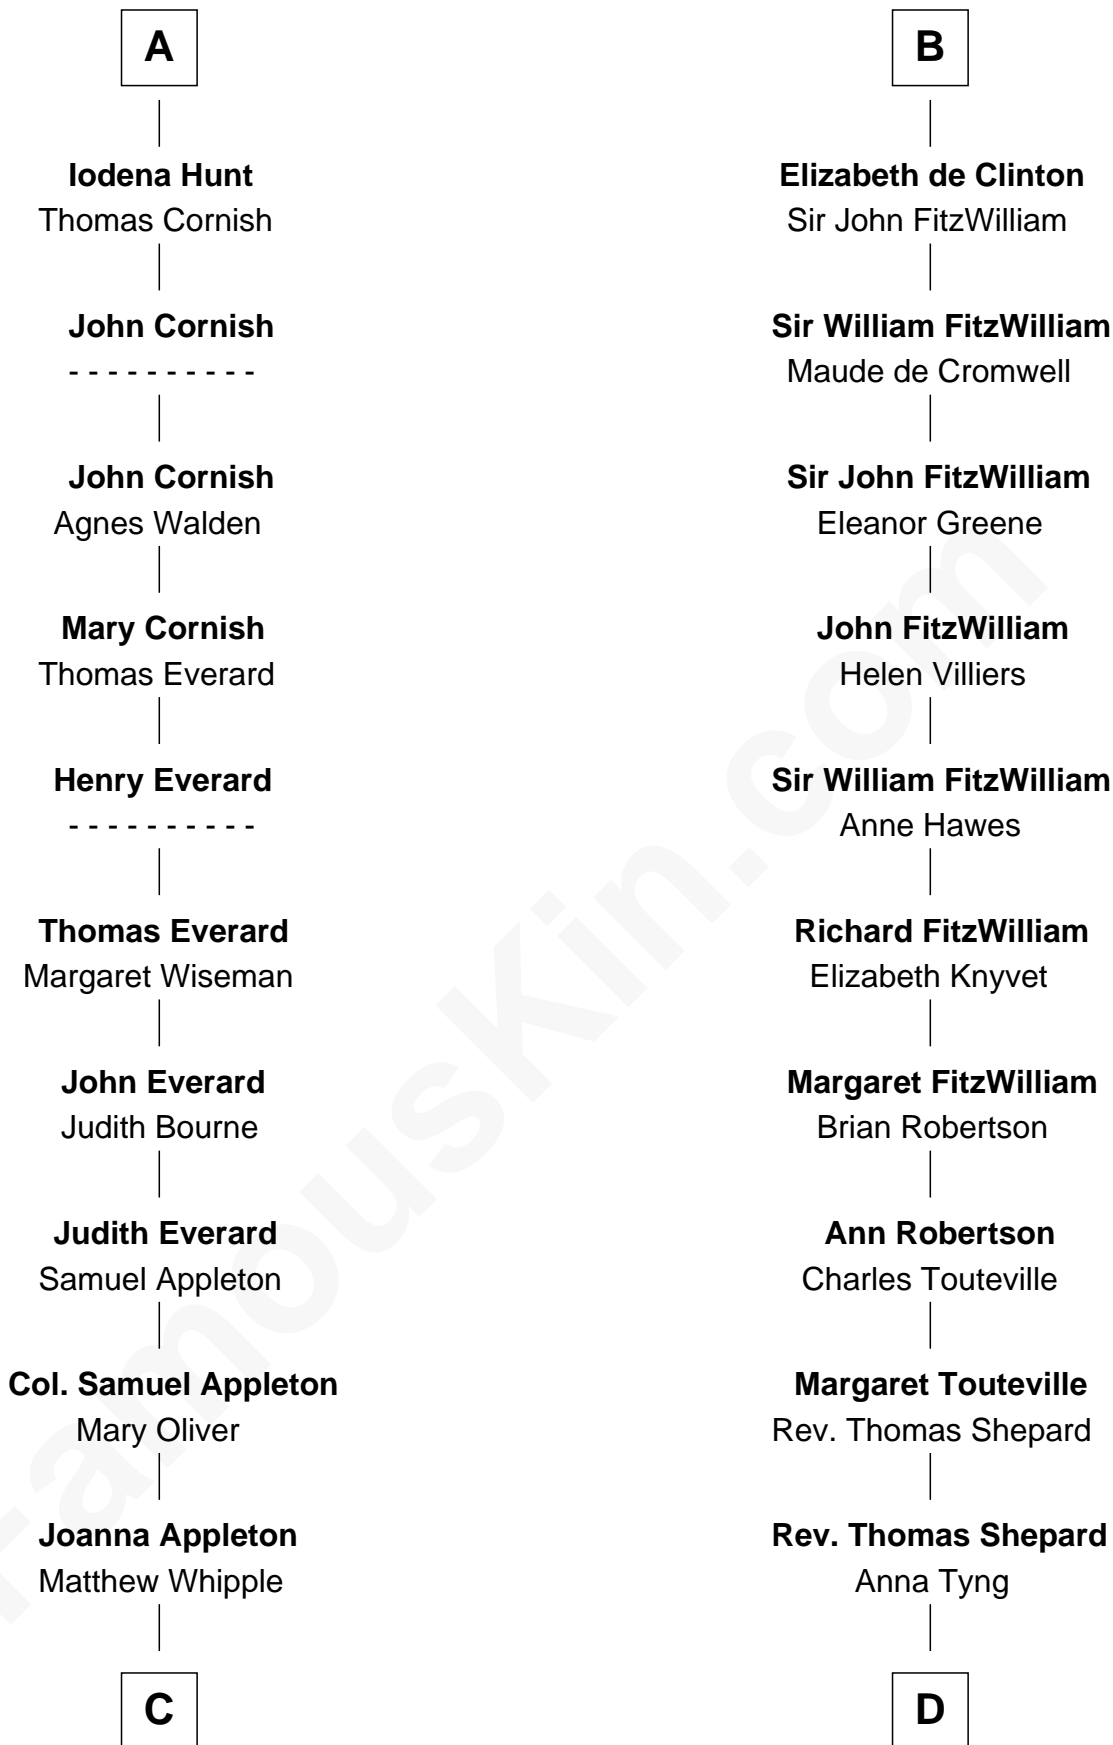 A
Iodena Hunt
Thomas Cornish
John Cornish
- - - - - - - - - -
John Cornish
Agnes Walden
Mary Cornish
Thomas Everard
Henry Everard
- - - - - - - - - -
Thomas Everard
Margaret Wiseman
John Everard
Judith Bourne
Judith Everard
Samuel Appleton
Col. Samuel Appleton
Mary Oliver
Joanna Appleton
Matthew Whipple
C
B
Elizabeth de Clinton
Sir John FitzWilliam
Sir William FitzWilliam
Maude de Cromwell
Sir John FitzWilliam
Eleanor Greene
John FitzWilliam
Helen Villiers
Sir William FitzWilliam
Anne Hawes
Richard FitzWilliam
Elizabeth Knyvet
Margaret FitzWilliam
Brian Robertson
Ann Robertson
Charles Touteville
Margaret Touteville
Rev. Thomas Shepard
Rev. Thomas Shepard
Anna Tyng
D
FamousKin.com